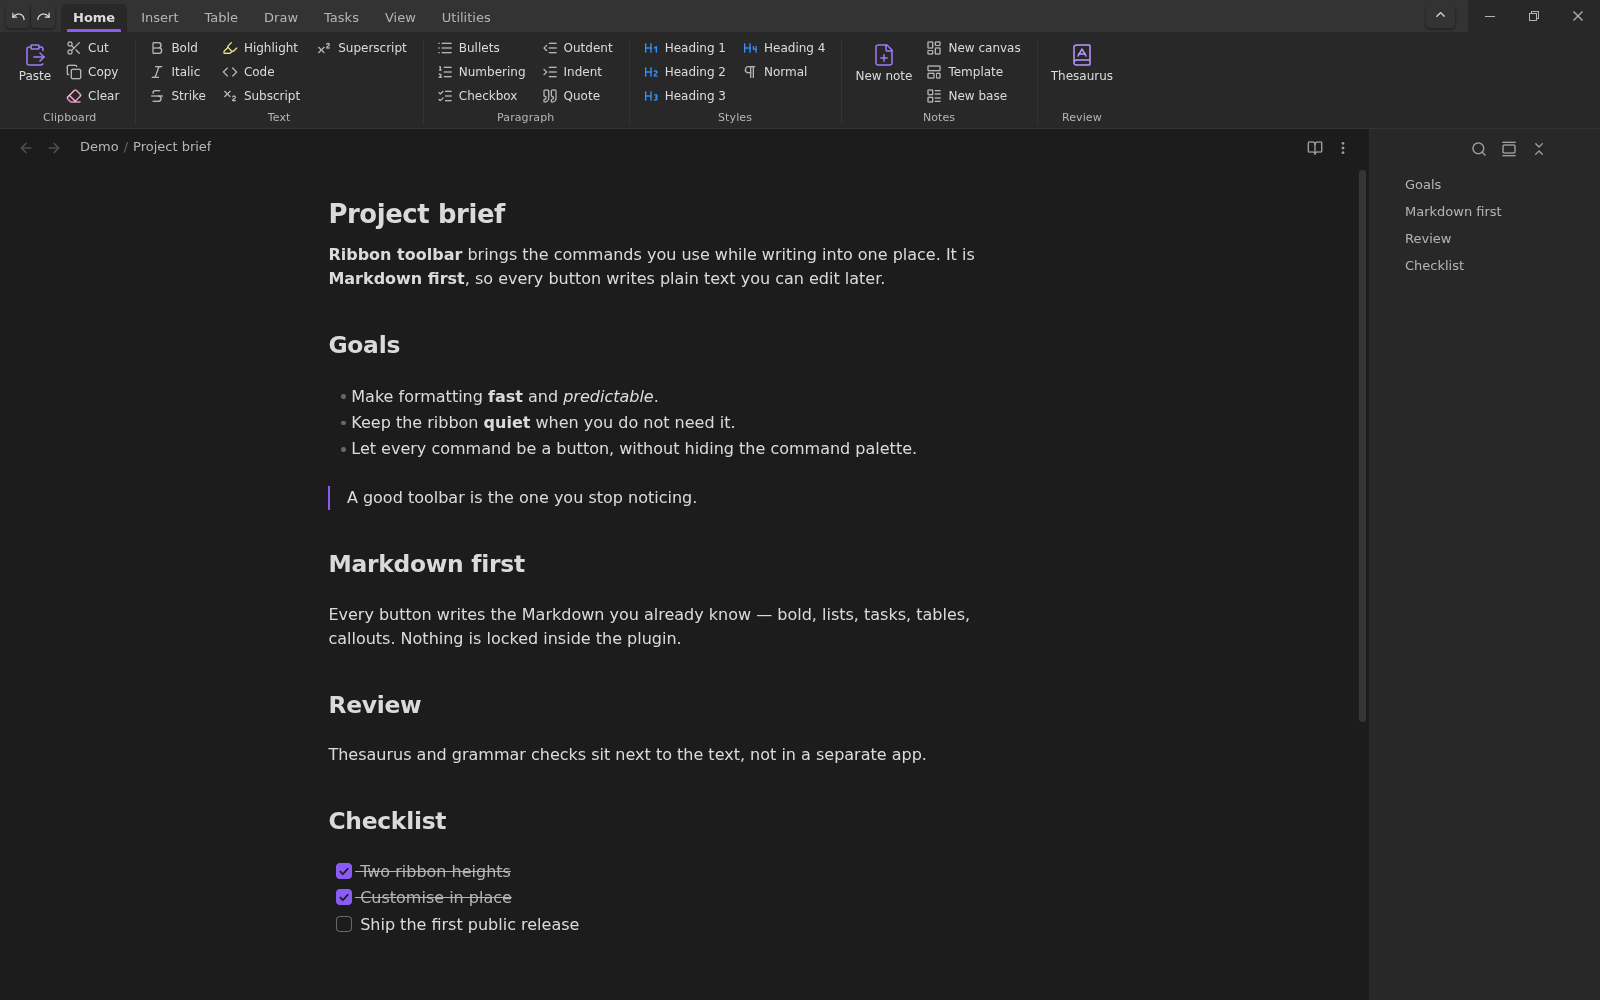 Home Insert Table Draw Tasks View Utilities
Paste
Cut
Copy
Clear
Clipboard
Bold
Italic
Strike
Highlight
Code
Subscript
Superscript
Text
Bullets
Numbering
Checkbox
Outdent
Indent
Quote
Paragraph
Heading 1
Heading 2
Heading 3
Heading 4
Normal
Styles
New note
New canvas
Template
New base
Notes
Thesaurus
Review
Demo / Project brief
Project brief
Ribbon toolbar brings the commands you use while writing into one place. It is
Markdown first, so every button writes plain text you can edit later.
Goals
Make formatting fast and predictable.
Keep the ribbon quiet when you do not need it.
Let every command be a button, without hiding the command palette.
A good toolbar is the one you stop noticing.
Markdown first
Every button writes the Markdown you already know — bold, lists, tasks, tables,
callouts. Nothing is locked inside the plugin.
Review
Thesaurus and grammar checks sit next to the text, not in a separate app.
Checklist
Two ribbon heights
Customise in place
Ship the first public release
Goals
Markdown first
Review
Checklist